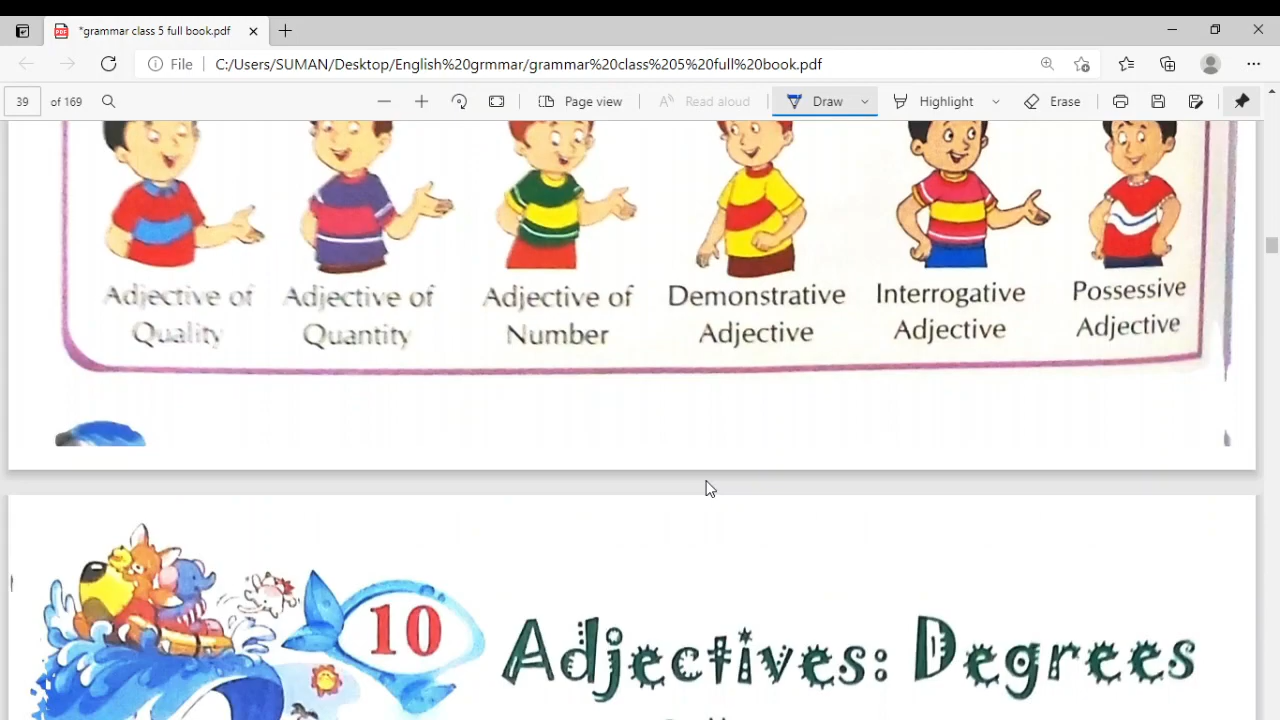 *grammar class 5 full book.pdf
File C:/Users/SUMAN/Desktop/English%20grmmar/grammar%20class%205%20full%20book.pdf
39 of 169 Page view Read aloud Draw Highlight Erase
Adjective of Quality
Adjective of Quantity
Adjective of Number
Demonstrative Adjective
Interrogative Adjective
Possessive Adjective
10
Adjectives: Degrees